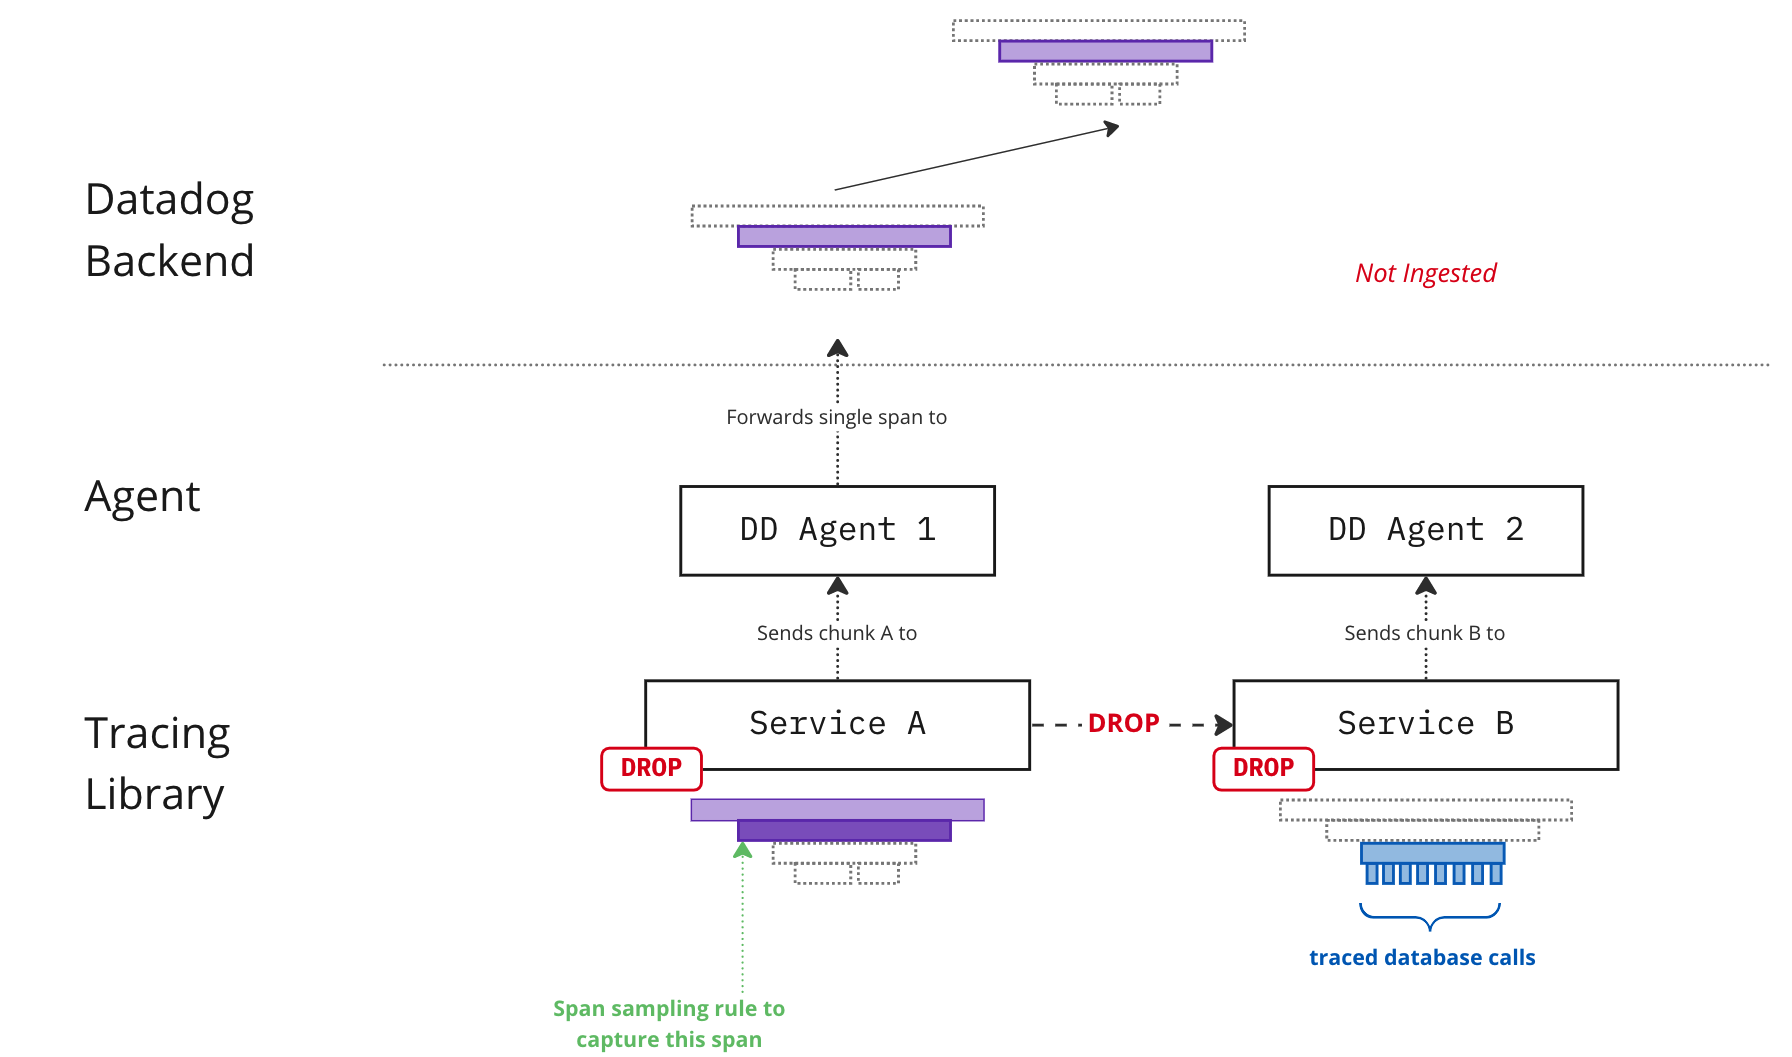 Datadog
Backend
Not Ingested
Forwards single span to
Agent
DD Agent 1
DD Agent 2
Sends chunk A to
Sends chunk B to
Tracing
Library
Service A
DROP
Service B
DROP
DROP
traced database calls
Span sampling rule to
capture this span